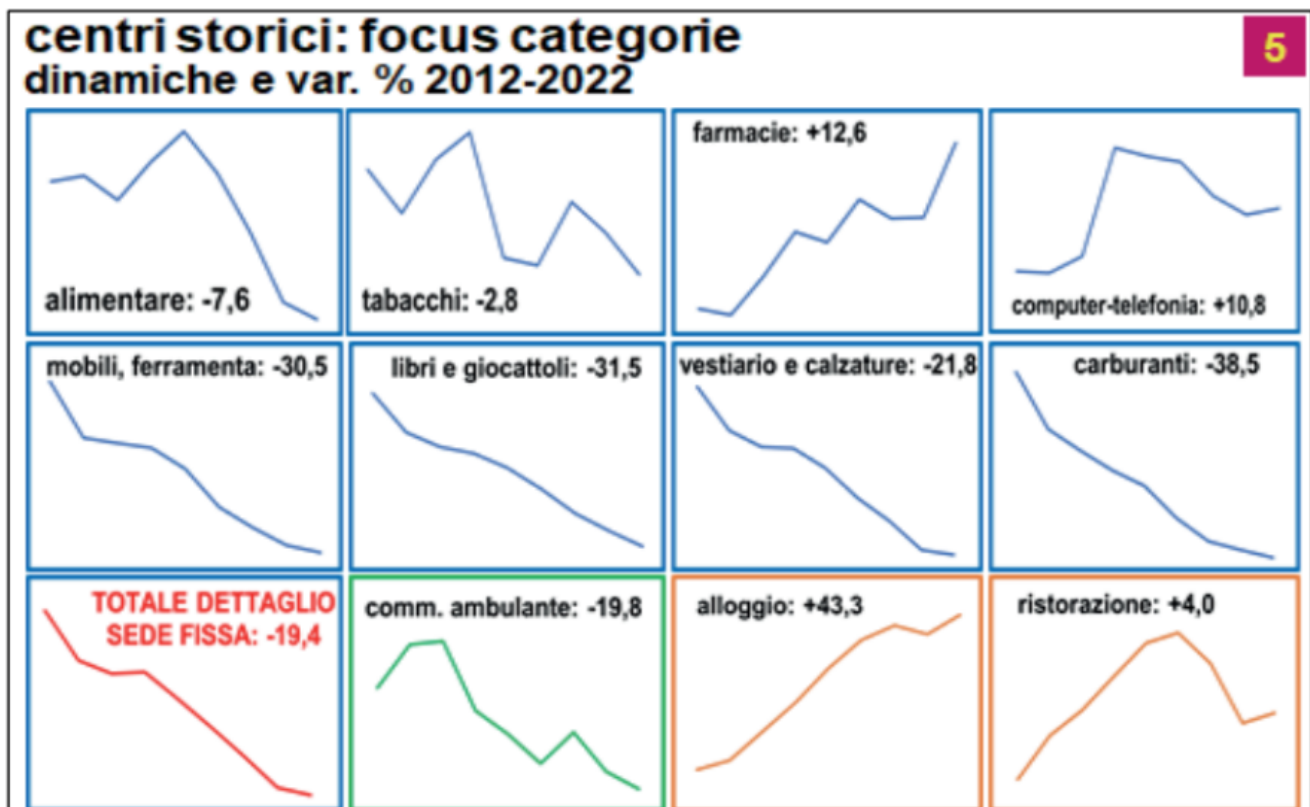 centri storici: focus categorie
5
dinamiche e var. % 2012-2022
alimentare: -7,6
tabacchi: -2,8
farmacie: +12,6
computer-telefonia: +10,8
mobili, ferramenta: -30,5
libri e giocattoli: -31,5
vestiario e calzature: -21,8
carburanti: -38,5
TOTALE DETTAGLIO
SEDE FISSA: -19,4
comm. ambulante: -19,8
alloggio: +43,3
ristorazione: +4,0